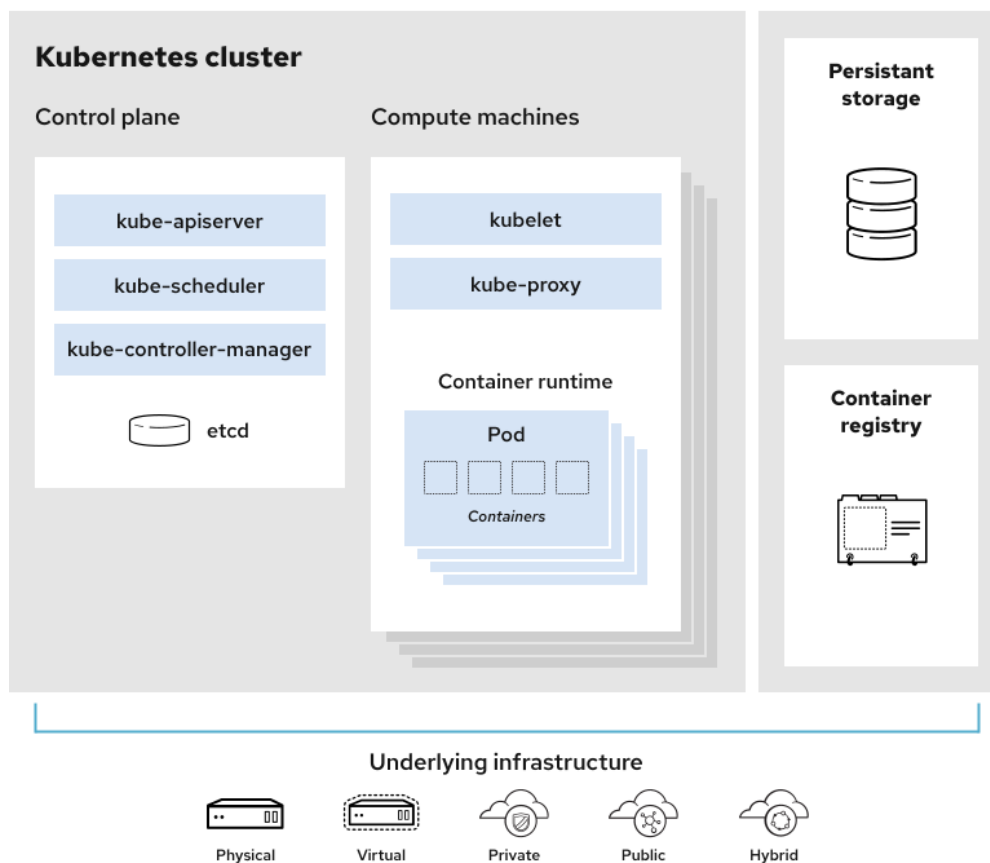 Kubernetes cluster
Control plane
kube-apiserver
kube-scheduler
kube-controller-manager
etcd
Compute machines
kubelet
kube-proxy
Container runtime
Pod
Containers
Persistant
storage
Container
registry
Underlying infrastructure
Physical
Virtual
Private
Public
Hybrid